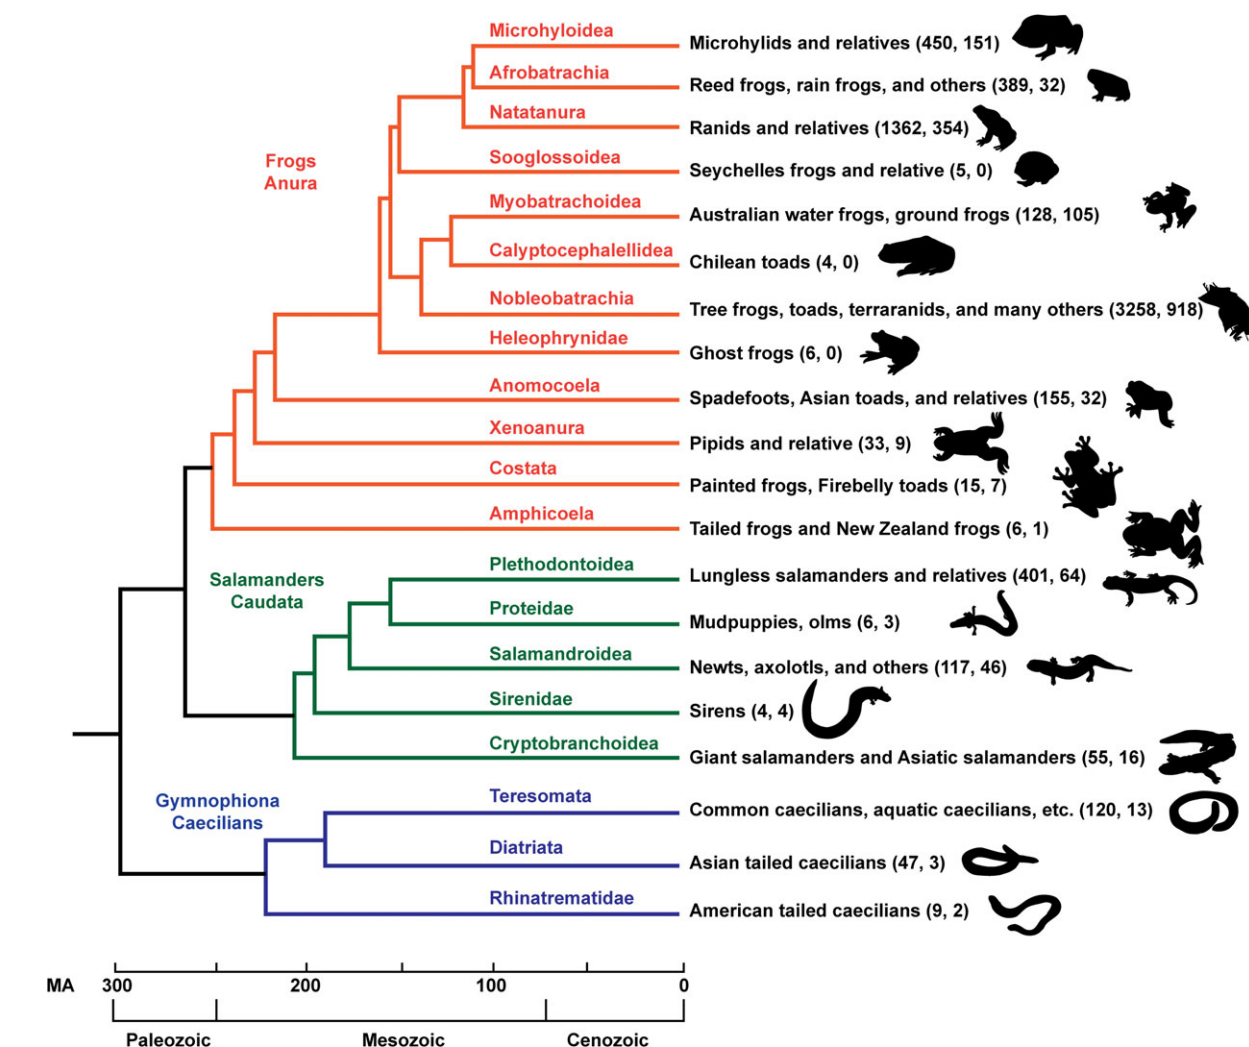 Microhyloidea
Microhylids and relatives (450, 151)
Afrobatrachia
Reed frogs, rain frogs, and others (389, 32)
Natatanura
Ranids and relatives (1362, 354)
Frogs
Anura
Sooglossoidea
Seychelles frogs and relative (5, 0)
Myobatrachoidea
Australian water frogs, ground frogs (128, 105)
Calyptocephalellidea
Chilean toads (4, 0)
Nobleobatrachia
Tree frogs, toads, terraranids, and many others (3258, 918)
Heleophrynidae
Ghost frogs (6, 0)
Anomocoela
Spadefoots, Asian toads, and relatives (155, 32)
Xenoanura
Pipids and relative (33, 9)
Costata
Painted frogs, Firebelly toads (15, 7)
Amphicoela
Tailed frogs and New Zealand frogs (6, 1)
Salamanders
Caudata
Plethodontoidea
Lungless salamanders and relatives (401, 64)
Proteidae
Mudpuppies, olms (6, 3)
Salamandroidea
Newts, axolotls, and others (117, 46)
Sirenidae
Sirens (4, 4)
Cryptobranchoidea
Giant salamanders and Asiatic salamanders (55, 16)
Gymnophiona
Caecilians
Teresomata
Common caecilians, aquatic caecilians, etc. (120, 13)
Diatriata
Asian tailed caecilians (47, 3)
Rhinatrematidae
American tailed caecilians (9, 2)
MA 300 200 100 0
Paleozoic Mesozoic Cenozoic